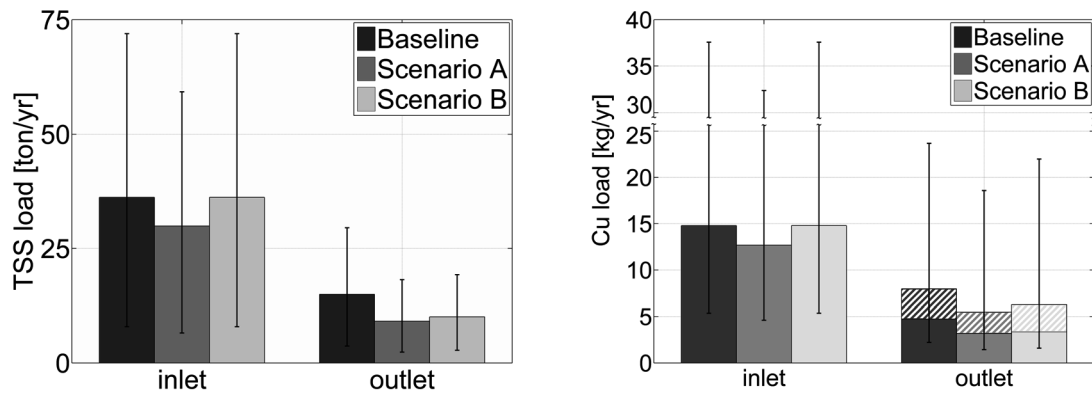 TSS load [ton/yr]
75
50
25
0
Baseline
Scenario A
Scenario B
inlet outlet
Cu load [kg/yr]
40
35
30
25
20
15
10
5
0
Baseline
Scenario A
Scenario B
inlet outlet